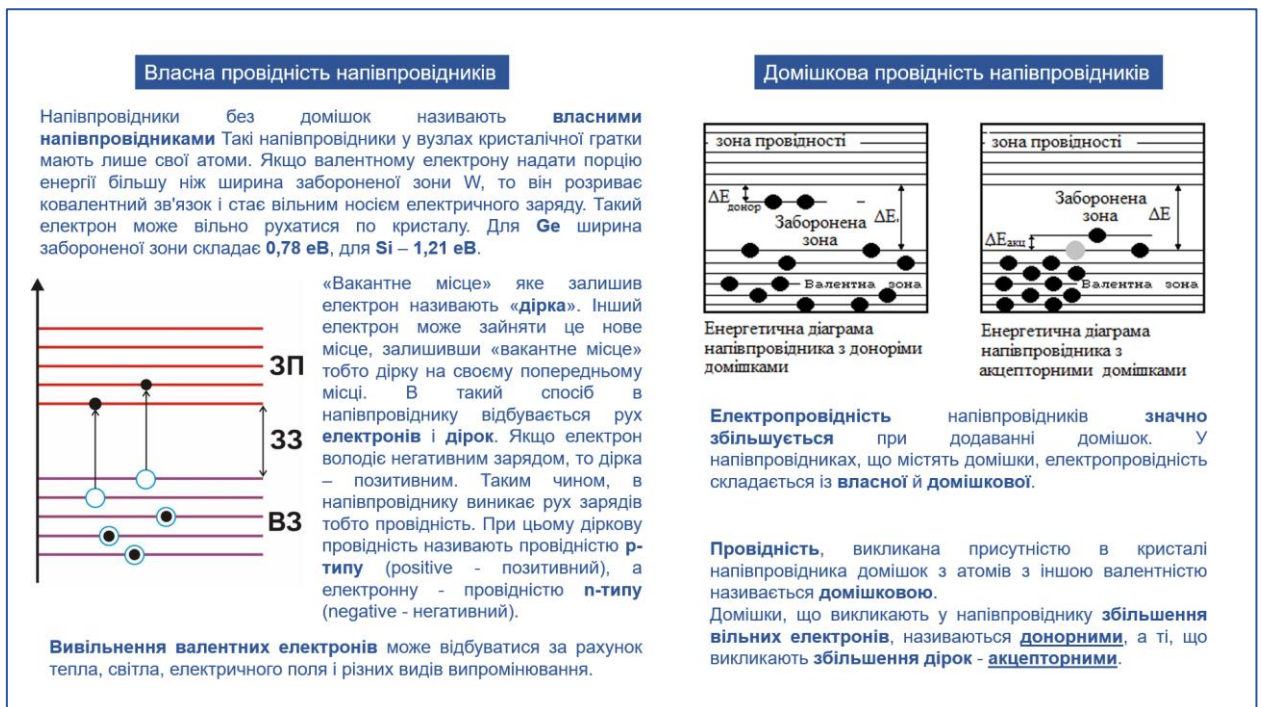 Власна провідність напівпровідників
Напівпровідники без домішок називають власними
напівпровідниками Такі напівпровідники у вузлах кристалічної гратки
мають лише свої атоми. Якщо валентному електрону надати порцію
енергії більшу ніж ширина забороненої зони W, то він розриває
ковалентний зв'язок і стає вільним носієм електричного заряду. Такий
електрон може вільно рухатися по кристалу. Для Ge ширина
забороненої зони складає 0,78 еВ, для Si – 1,21 еВ.
ЗП
ЗЗ
ВЗ
«Вакантне місце» яке залишив
електрон називають «дірка». Інший
електрон може зайняти це нове
місце, залишивши «вакантне місце»
тобто дірку на своєму попередньому
місці. В такий спосіб в
напівпровіднику відбувається рух
електронів і дірок. Якщо електрон
володіє негативним зарядом, то дірка
– позитивним. Таким чином, в
напівпровіднику виникає рух зарядів
тобто провідність. При цьому діркову
провідність називають провідністю p-
типу (positive - позитивний), а
електронну - провідністю n-типу
(negative - негативний).
Вивільнення валентних електронів може відбуватися за рахунок
тепла, світла, електричного поля і різних видів випромінювання.
Домішкова провідність напівпровідників
зона провідності
ΔE донор
Заборонена
зона
ΔE,
Валентна зона
Енергетична діаграма
напівпровідника з доноріми
домішками
зона провідності
Заборонена
зона
ΔE
ΔEакц
Валентна зона
Енергетична діаграма
напівпровідника з
акцепторними домішками
Електропровідність напівпровідників значно
збільшується при додаванні домішок. У
напівпровідниках, що містять домішки, електропровідність
складається із власної й домішкової.
Провідність, викликана присутністю в кристалі
напівпровідника домішок з атомів з іншою валентністю
називається домішковою.
Домішки, що викликають у напівпровіднику збільшення
вільних електронів, називаються донорними, а ті, що
викликають збільшення дірок - акцепторними.